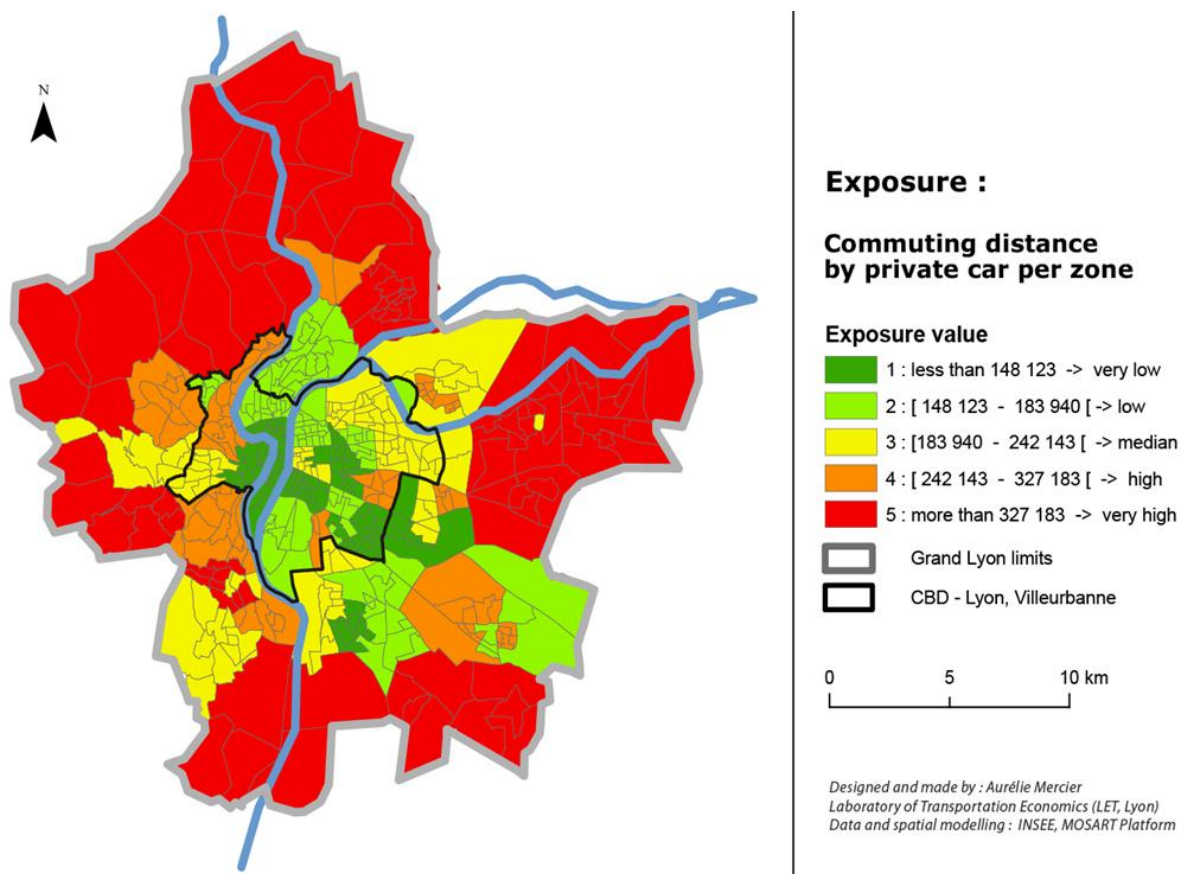 N
Exposure :
Commuting distance
by private car per zone
Exposure value
1 : less than 148 123 -> very low
2 : [ 148 123 - 183 940 [ -> low
3 : [183 940 - 242 143 [ -> median
4 : [ 242 143 - 327 183 [ -> high
5 : more than 327 183 -> very high
Grand Lyon limits
CBD - Lyon, Villeurbanne
0 5 10 km
Designed and made by : Aurélie Mercier
Laboratory of Transportation Economics (LET, Lyon)
Data and spatial modelling : INSEE, MOSART Platform